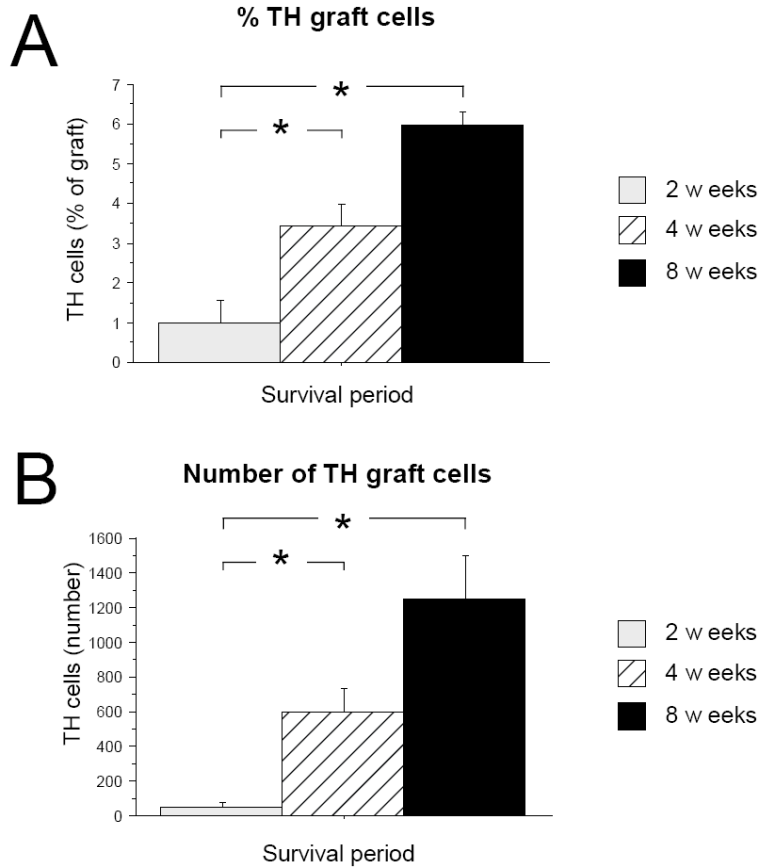 A
% TH graft cells
TH cells (% of graft)
7
6
5
4
3
2
1
0
*
*
Survival period
2 w eeks
4 w eeks
8 w eeks
B
Number of TH graft cells
TH cells (number)
1600
1400
1200
1000
800
600
400
200
0
*
*
Survival period
2 w eeks
4 w eeks
8 w eeks